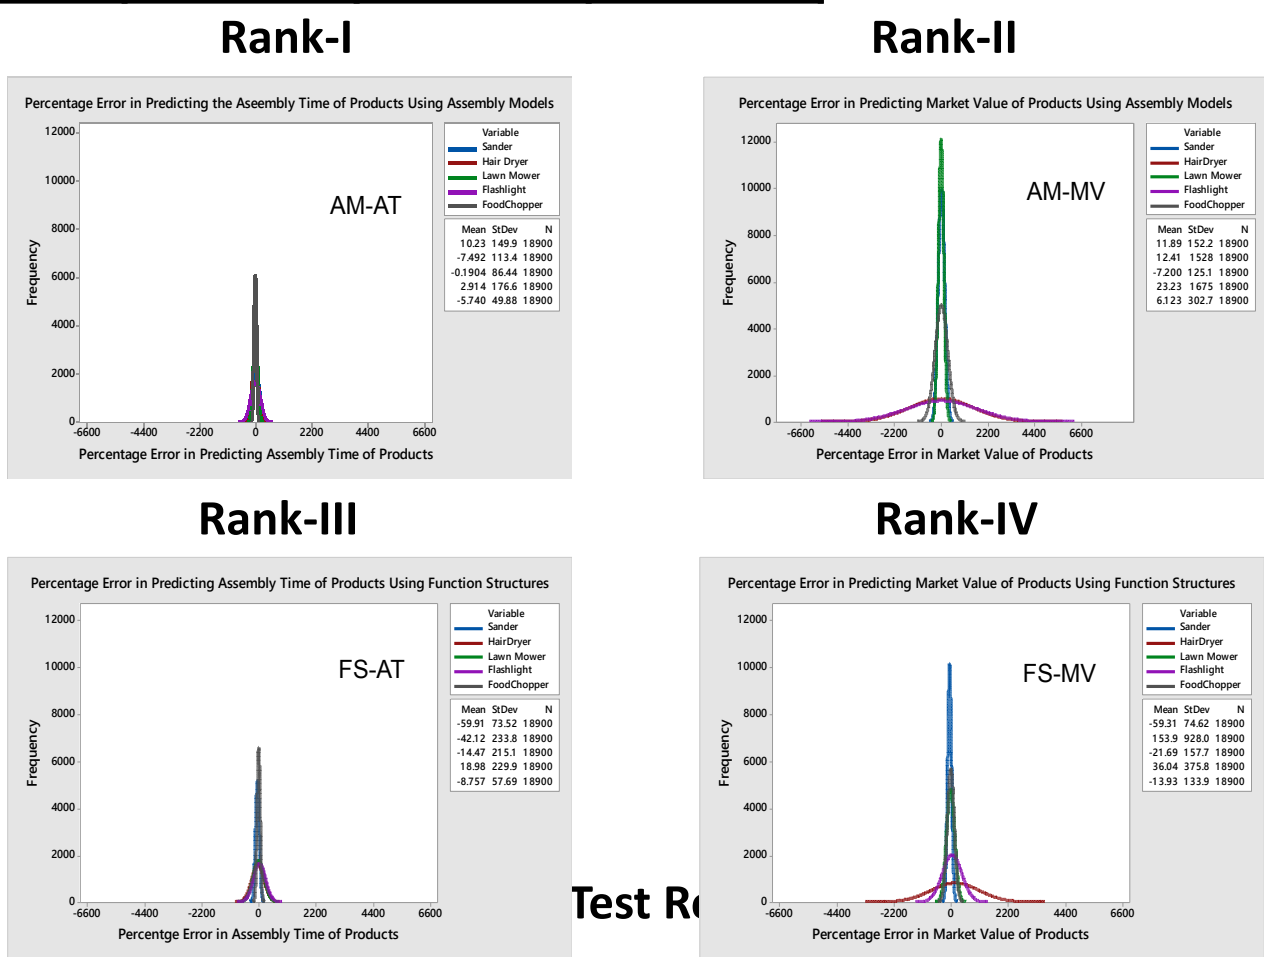 Rank-I
Rank-II
Percentage Error in Predicting the Aseembly Time of Products Using Assembly Models
12000
10000
8000
6000
4000
2000
0
Frequency
-6600 -4400 -2200 0 2200 4400 6600
Percentage Error in Predicting Assembly Time of Products
AM-AT
Variable
Sander
Hair Dryer
Lawn Mower
Flashlight
FoodChopper
Mean StDev N
10.23 149.9 18900
-7.492 113.4 18900
-0.1904 86.44 18900
2.914 176.6 18900
-5.740 49.88 18900
Percentage Error in Predicting Market Value of Products Using Assembly Models
12000
10000
8000
6000
4000
2000
0
Frequency
-6600 -4400 -2200 0 2200 4400 6600
Percentage Error in Market Value of Products
AM-MV
Variable
Sander
HairDryer
Lawn Mower
Flashlight
FoodChopper
Mean StDev N
11.89 152.2 18900
12.41 1528 18900
-7.200 125.1 18900
23.23 1675 18900
6.123 302.7 18900
Rank-III
Rank-IV
Percentage Error in Predicting Assembly Time of Products Using Function Structures
12000
10000
8000
6000
4000
2000
0
Frequency
-6600 -4400 -2200 0 2200 4400 6600
Percentge Error in Assembly Time of Products
FS-AT
Variable
Sander
HairDryer
Lawn Mower
Flashlight
FoodChopper
Mean StDev N
-59.91 73.52 18900
-42.12 233.8 18900
-14.47 215.1 18900
18.98 229.9 18900
-8.757 57.69 18900
Test
Percentage Error in Predicting Market Value of Products Using Function Structures
12000
10000
8000
6000
4000
2000
0
Frequency
-6600 -4400 -2200 0 2200 4400 6600
Percentage Error in Market Value of Products
FS-MV
Variable
Sander
HairDryer
Lawn Mower
Flashlight
FoodChopper
Mean StDev N
-59.31 74.62 18900
153.9 928.0 18900
-21.69 157.7 18900
36.04 375.8 18900
-13.93 133.9 18900